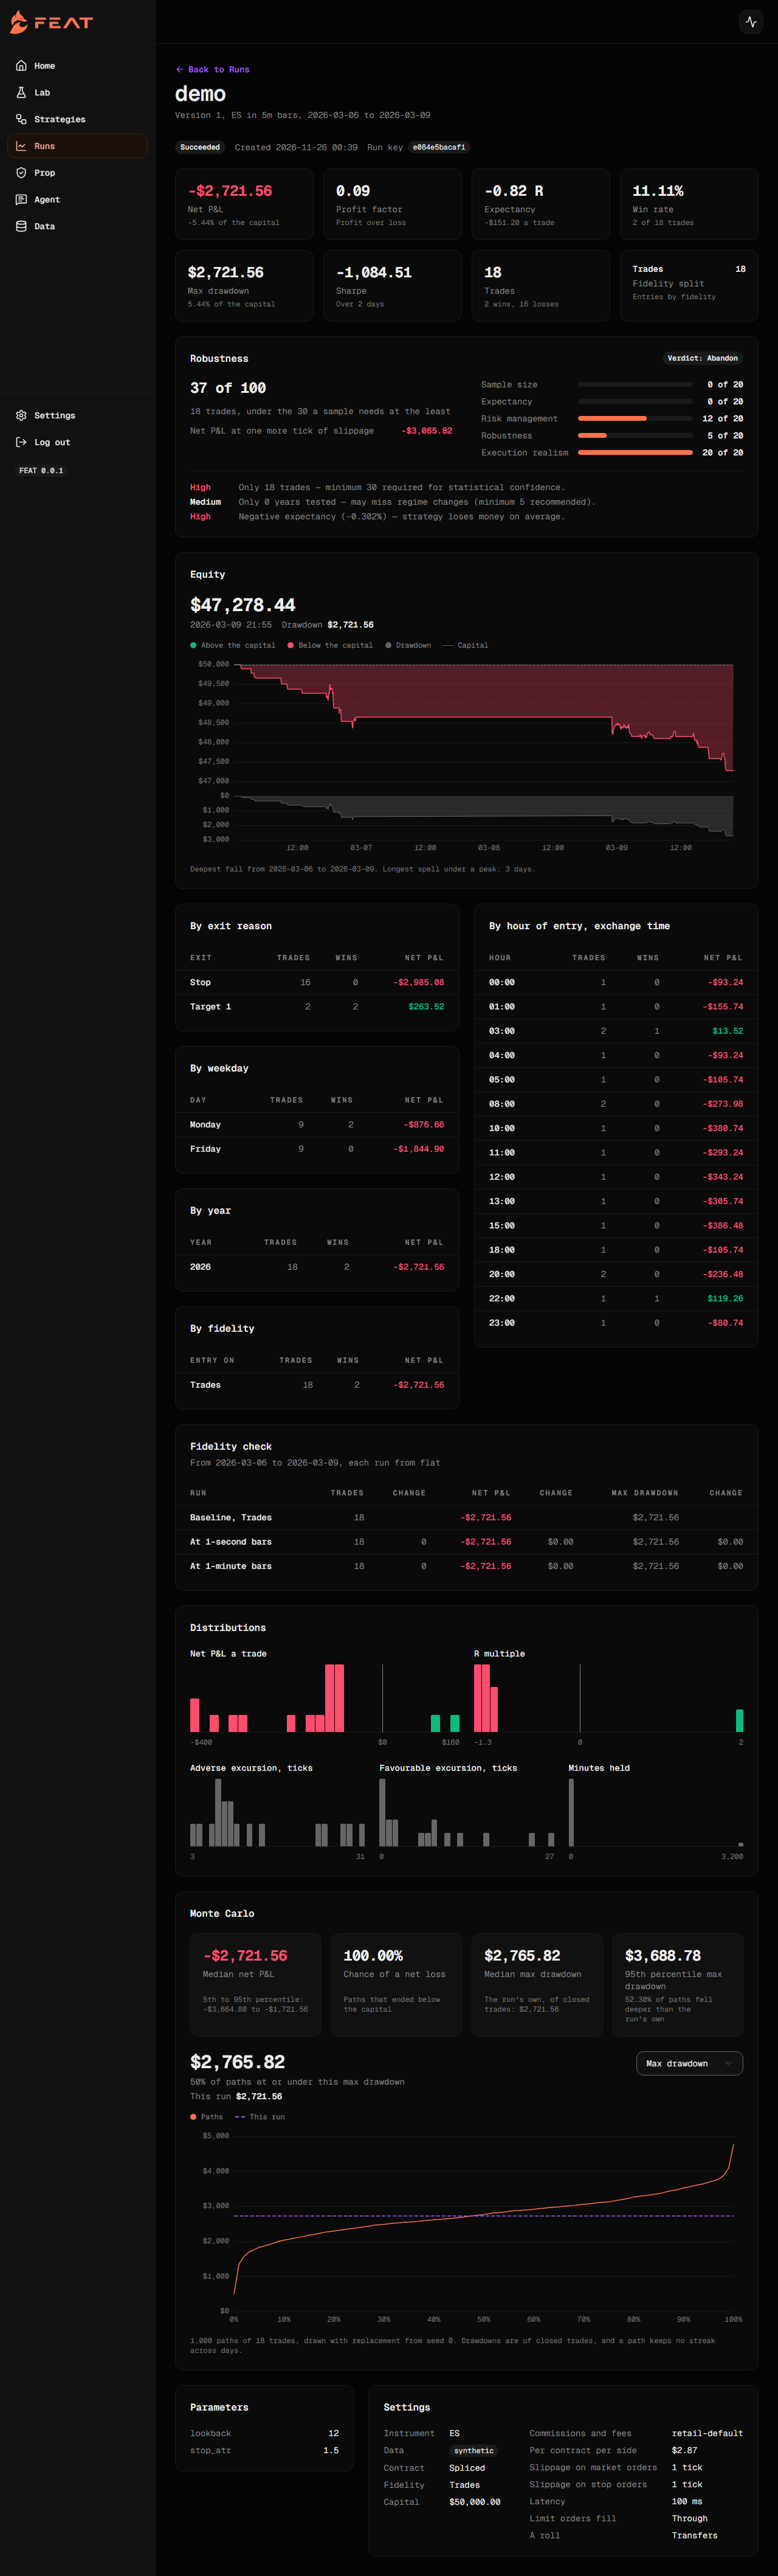 FEAT
Home
Lab
Strategies
Runs
Prop
Agent
Data
Settings
Log out
FEAT 0.0.1
← Back to Runs
demo
Version 1, ES in 5m bars, 2026-03-06 to 2026-03-09
Succeeded Created 2026-11-26 00:39 Run key e084e5bacaf1
-$2,721.56
Net P&L
-5.44% of the capital
0.09
Profit factor
Profit over loss
-0.82 R
Expectancy
-$151.20 a trade
11.11%
Win rate
2 of 18 trades
$2,721.56
Max drawdown
5.44% of the capital
-1,084.51
Sharpe
Over 2 days
18
Trades
2 wins, 16 losses
Trades 18
Fidelity split
Entries by fidelity
Robustness
Verdict: Abandon
37 of 100
18 trades, under the 30 a sample needs at the least
Net P&L at one more tick of slippage -$3,065.82
Sample size 0 of 20
Expectancy 0 of 20
Risk management 12 of 20
Robustness 5 of 20
Execution realism 20 of 20
High Only 18 trades — minimum 30 required for statistical confidence.
Medium Only 0 years tested — may miss regime changes (minimum 5 recommended).
High Negative expectancy (-0.302%) — strategy loses money on average.
Equity
$47,278.44
2026-03-09 21:55 Drawdown $2,721.56
Above the capital Below the capital Drawdown Capital
$50,000
$49,500
$49,000
$48,500
$48,000
$47,500
$47,000
$0
$1,000
$2,000
$3,000
12:00 03-07 12:00 03-08 12:00 03-09 12:00
Deepest fall from 2026-03-06 to 2026-03-09. Longest spell under a peak: 3 days.
By exit reason
EXIT TRADES WINS NET P&L
Stop 16 0 -$2,985.08
Target 1 2 2 $263.52
By weekday
DAY TRADES WINS NET P&L
Monday 9 2 -$876.66
Friday 9 0 -$1,844.90
By year
YEAR TRADES WINS NET P&L
2026 18 2 -$2,721.56
By fidelity
ENTRY ON TRADES WINS NET P&L
Trades 18 2 -$2,721.56
By hour of entry, exchange time
HOUR TRADES WINS NET P&L
00:00 1 0 -$93.24
01:00 1 0 -$155.74
03:00 2 1 $13.52
04:00 1 0 -$93.24
05:00 1 0 -$105.74
08:00 2 0 -$273.98
10:00 1 0 -$380.74
11:00 1 0 -$293.24
12:00 1 0 -$343.24
13:00 1 0 -$305.74
15:00 1 0 -$386.48
18:00 1 0 -$105.74
20:00 2 0 -$236.48
22:00 1 1 $119.26
23:00 1 0 -$80.74
Fidelity check
From 2026-03-06 to 2026-03-09, each run from flat
RUN TRADES CHANGE NET P&L CHANGE MAX DRAWDOWN CHANGE
Baseline, Trades 18 -$2,721.56 $2,721.56
At 1-second bars 18 0 -$2,721.56 $0.00 $2,721.56 $0.00
At 1-minute bars 18 0 -$2,721.56 $0.00 $2,721.56 $0.00
Distributions
Net P&L a trade
-$400 $0 $160
R multiple
-1.3 0 2
Adverse excursion, ticks
3 31
Favourable excursion, ticks
0 27
Minutes held
0 3,200
Monte Carlo
-$2,721.56
Median net P&L
5th to 95th percentile:
-$3,664.80 to -$1,721.56
100.00%
Chance of a net loss
Paths that ended below
the capital
$2,765.82
Median max drawdown
The run's own, of closed
trades: $2,721.56
$3,688.78
95th percentile max
drawdown
52.30% of paths fell
deeper than the
run's own
$2,765.82
50% of paths at or under this max drawdown
This run $2,721.56
Max drawdown
Paths This run
$5,000
$4,000
$3,000
$2,000
$1,000
$0
0% 10% 20% 30% 40% 50% 60% 70% 80% 90% 100%
1,000 paths of 18 trades, drawn with replacement from seed 0. Drawdowns are of closed trades, and a path keeps no streak
across days.
Parameters
lookback 12
stop_atr 1.5
Settings
Instrument ES
Data synthetic
Contract Spliced
Fidelity Trades
Capital $50,000.00
Commissions and fees retail-default
Per contract per side $2.87
Slippage on market orders 1 tick
Slippage on stop orders 1 tick
Latency 100 ms
Limit orders fill Through
A roll Transfers